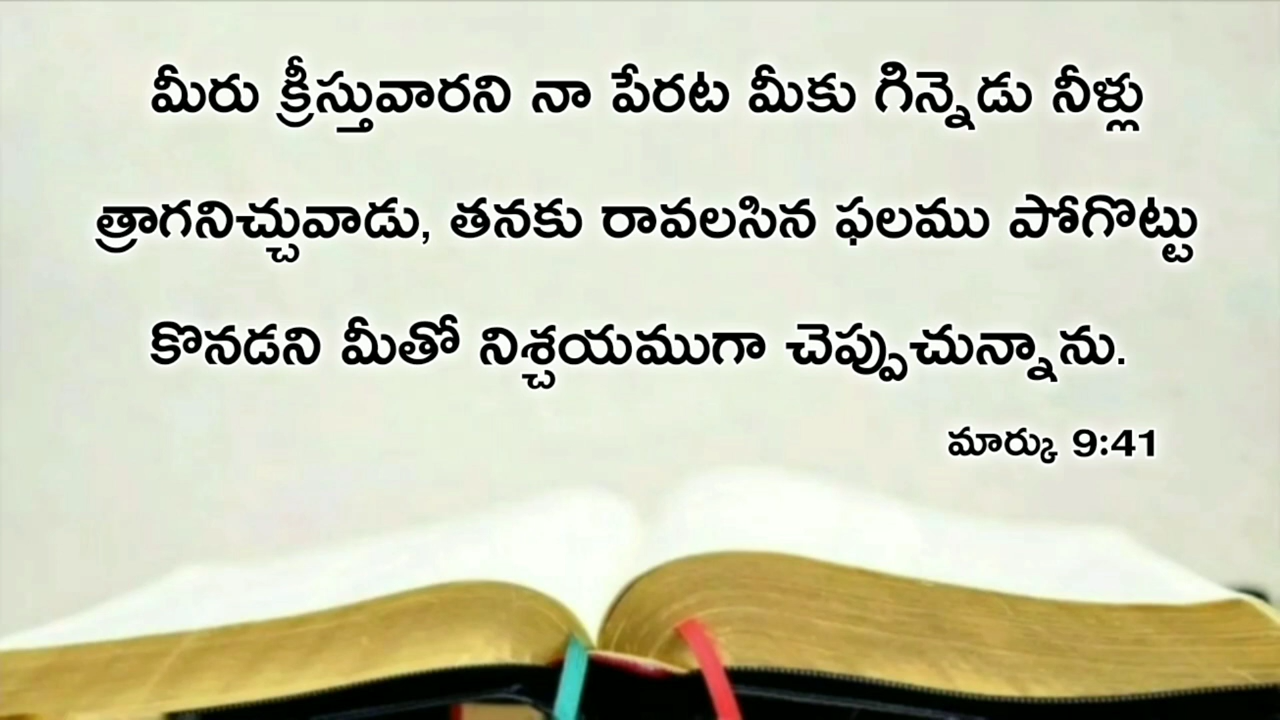 మీరు క్రీస్తువారని నా పేరట మీకు గిన్నెడు నీళ్లు
త్రాగనిచ్చువాడు, తనకు రావలసిన ఫలము పోగొట్టు
కొనడని మీతో నిశ్చయముగా చెప్పుచున్నాను.
మార్కు 9:41